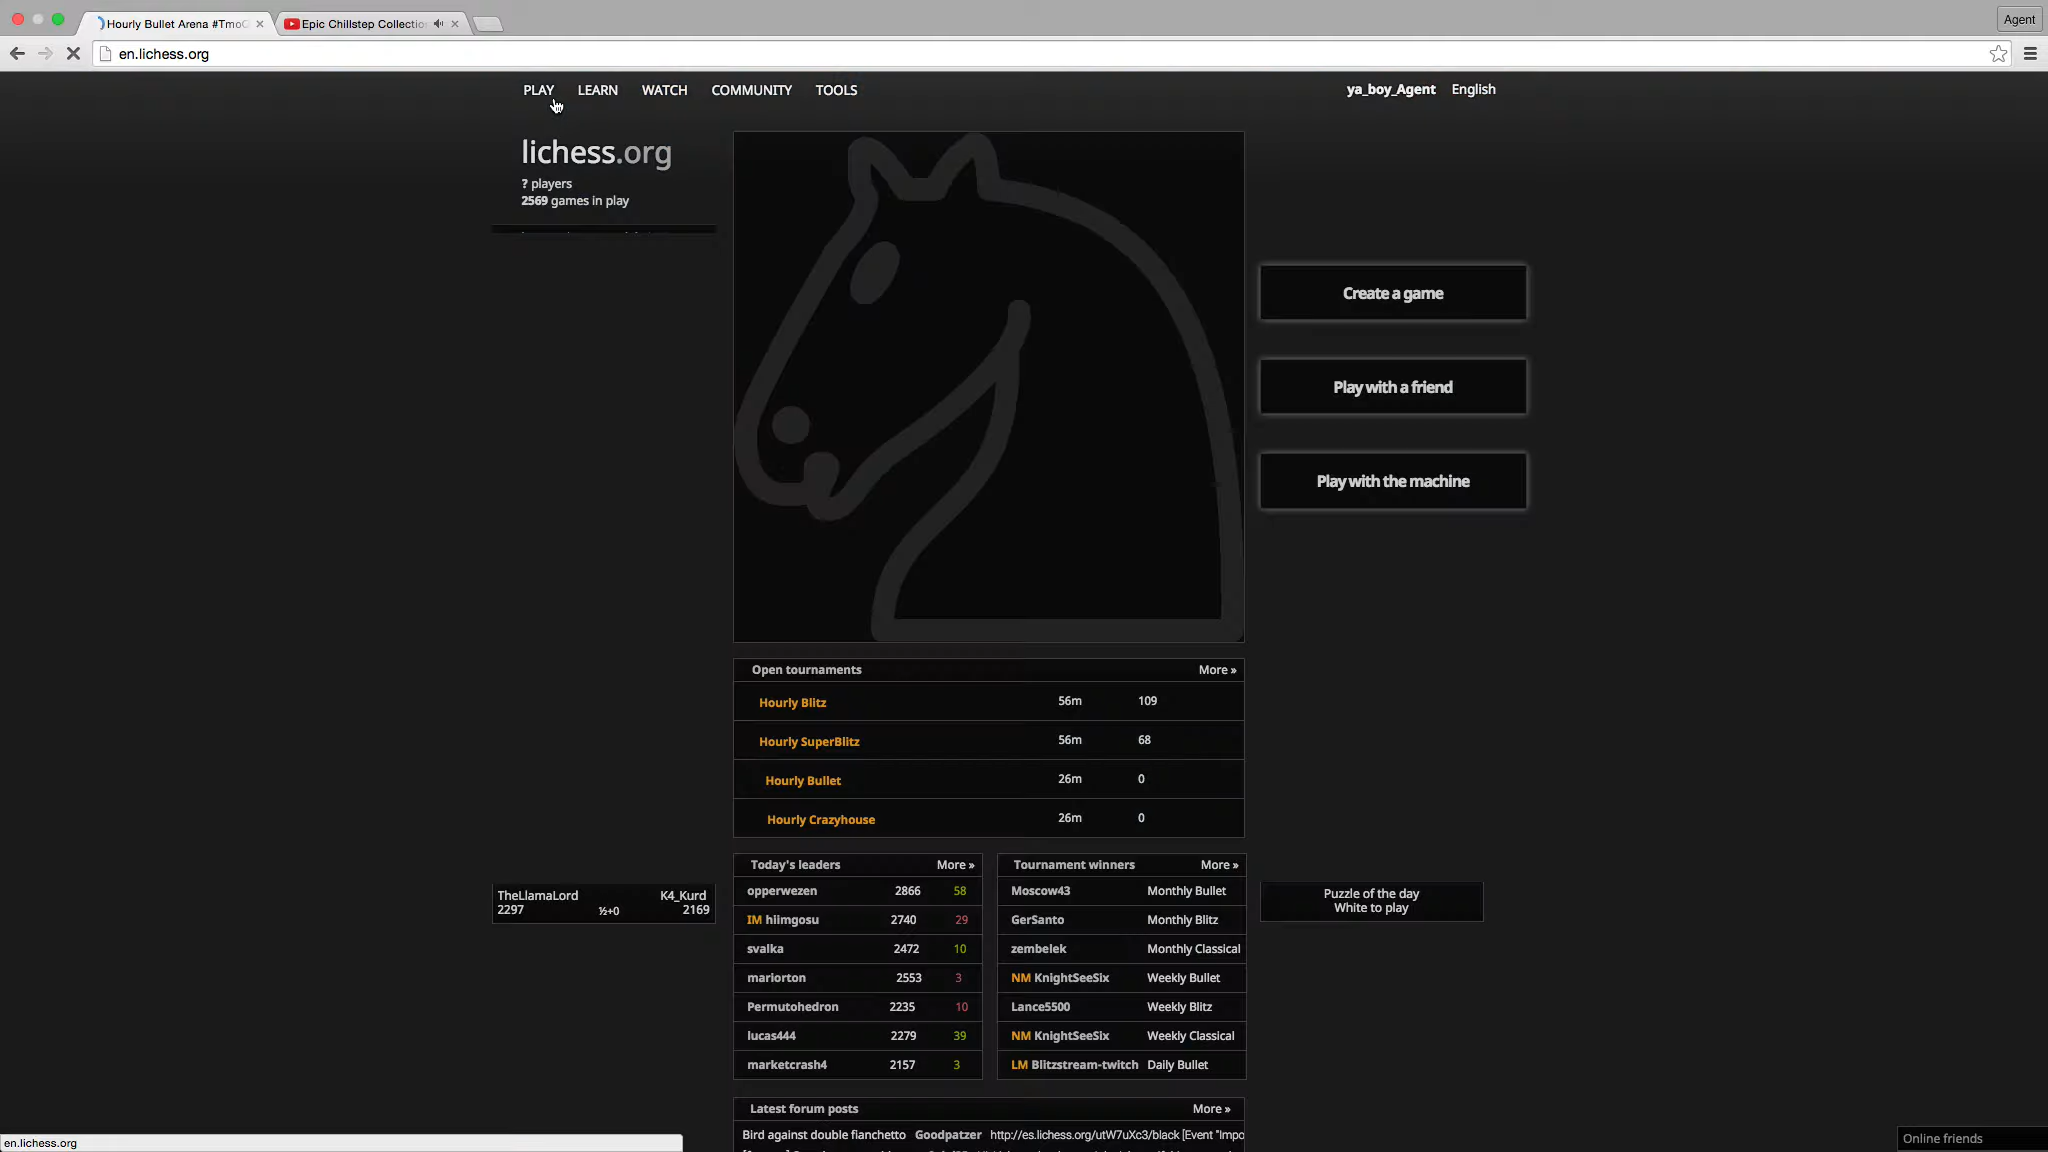 Hourly Bullet Arena #TmoC
Epic Chillstep Collectio
Agent
en.lichess.org
PLAY LEARN WATCH COMMUNITY TOOLS
ya_boy_Agent English
lichess.org
? players
2569 games in play
Create a game
Play with a friend
Play with the machine
Open tournaments More »
Hourly Blitz 56m 109
Hourly SuperBlitz 56m 68
Hourly Bullet 26m 0
Hourly Crazyhouse 26m 0
TheLlamaLord K4_Kurd
2297 ½+0 2169
Today's leaders More »
opperwezen 2866 58
IM hiimgosu 2740 29
svalka 2472 10
mariorton 2553 3
Permutohedron 2235 10
lucas444 2279 39
marketcrash4 2157 3
Tournament winners More »
Moscow43 Monthly Bullet
GerSanto Monthly Blitz
zembelek Monthly Classical
NM KnightSeeSix Weekly Bullet
Lance5500 Weekly Blitz
NM KnightSeeSix Weekly Classical
LM Blitzstream-twitch Daily Bullet
Puzzle of the day
White to play
Latest forum posts More »
Bird against double fianchetto Goodpatzer http://es.lichess.org/utW7uXc3/black [Event "Impo
en.lichess.org
Online friends